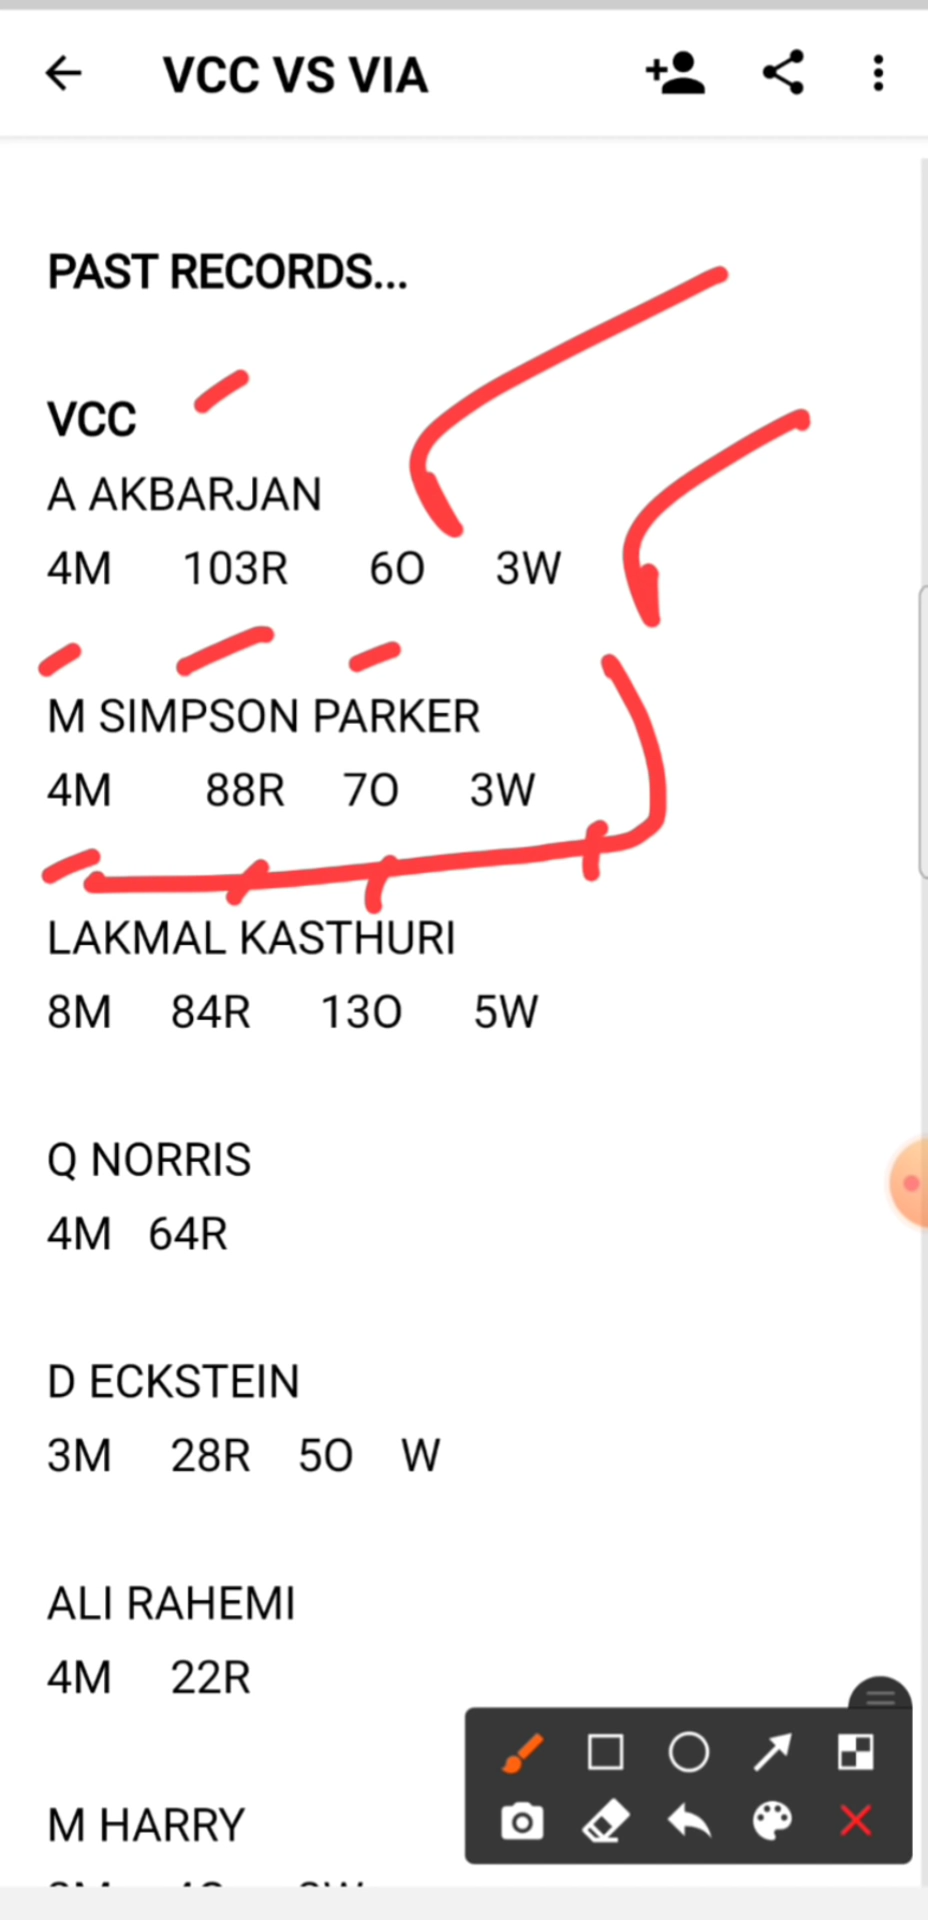 VCC VS VIA
PAST RECORDS...
VCC
A AKBARJAN
4M 103R 6O 3W
M SIMPSON PARKER
4M 88R 7O 3W
LAKMAL KASTHURI
8M 84R 13O 5W
Q NORRIS
4M 64R
D ECKSTEIN
3M 28R 5O W
ALI RAHEMI
4M 22R
M HARRY